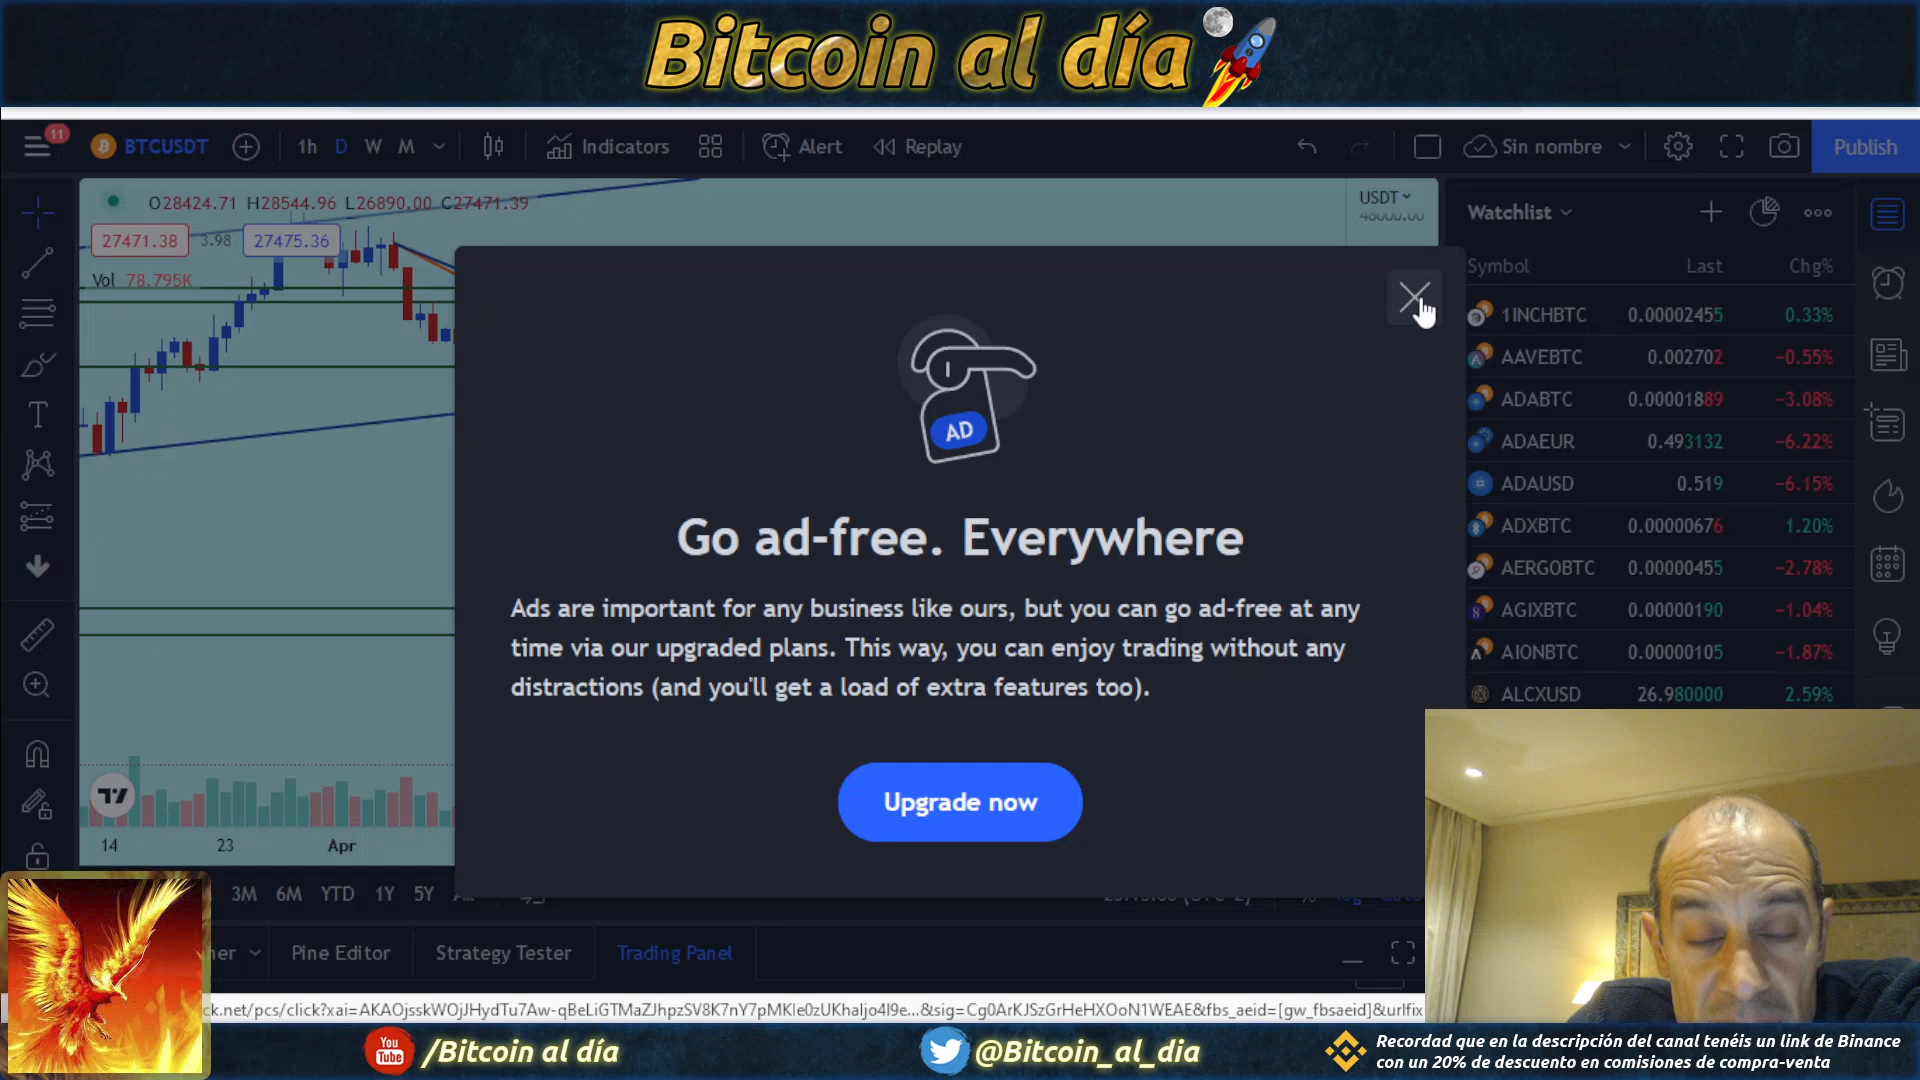 Bitcoin al día
11
BTCUSDT
1h D W M
Indicators
Alert
Replay
Sin nombre
Publish
O28424.71 H28544.96 L26890.00 C27471.39
USDT
48000.00
27471.38 3.98 27475.36
Vol 78.795K
Watchlist
Symbol Last Chg%
1INCHBTC 0.00002455 0.33%
AAVEBTC 0.002702 −0.55%
ADABTC 0.00001889 −3.08%
ADAEUR 0.493132 −6.22%
ADAUSD 0.519 −6.15%
ADXBTC 0.00000676 1.20%
AERGOBTC 0.00000455 −2.78%
AGIXBTC 0.00000190 −1.04%
AIONBTC 0.00000105 −1.87%
ALCXUSD 26.980000 2.59%
AD
Go ad-free. Everywhere
Ads are important for any business like ours, but you can go ad-free at any
time via our upgraded plans. This way, you can enjoy trading without any
distractions (and you'll get a load of extra features too).
Upgrade now
14 23 Apr
3M 6M YTD 1Y 5Y
Pine Editor
Strategy Tester
Trading Panel
/Bitcoin al día
@Bitcoin_al_dia
You
Tube
Recordad que en la descripción del canal tenéis un link de Binance
con un 20% de descuento en comisiones de compra-venta